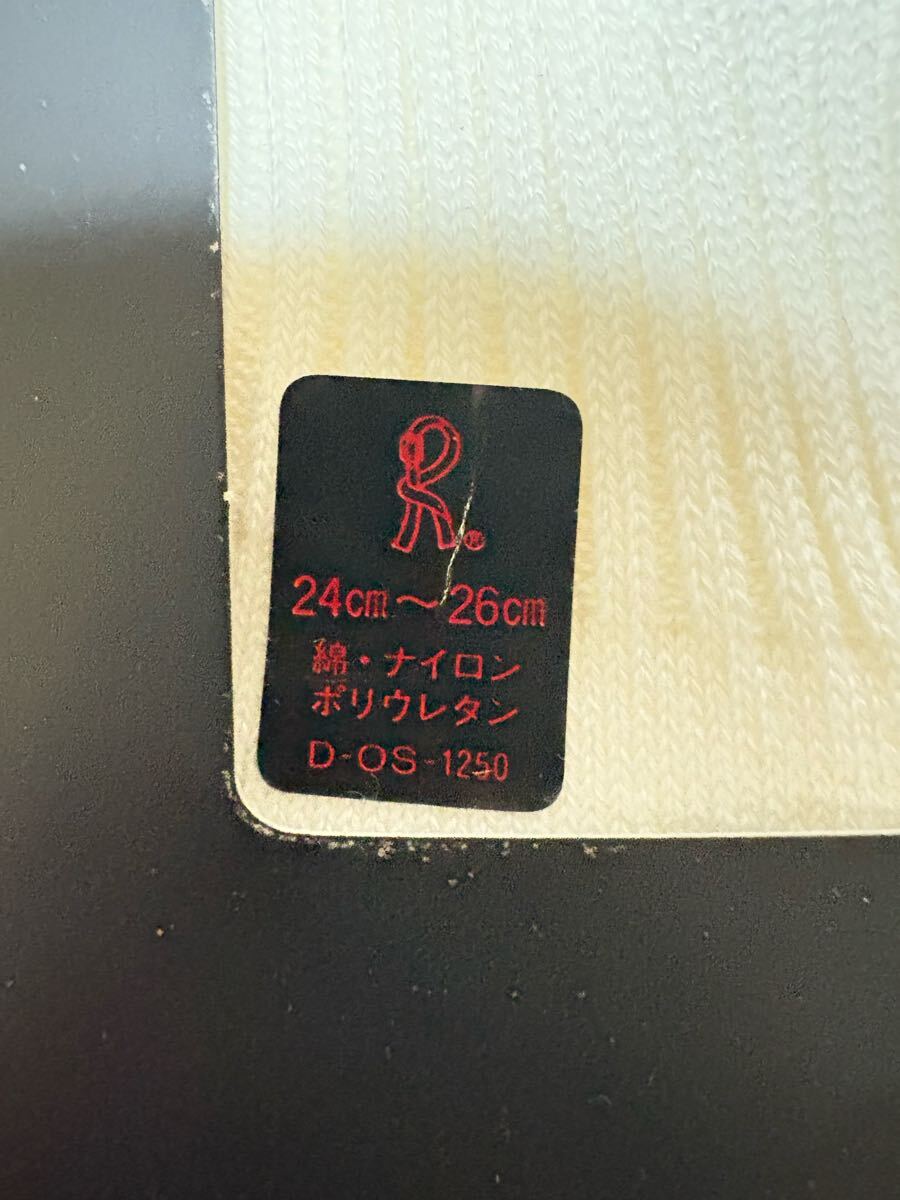 R®
24cm～26cm
綿・ナイロン
ポリウレタン
D-OS-1250